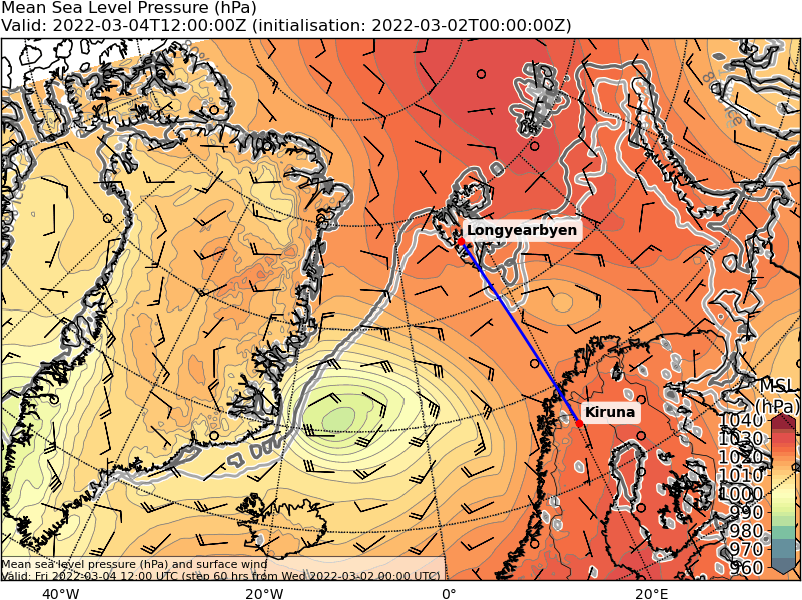 Mean Sea Level Pressure (hPa)
Valid: 2022-03-04T12:00:00Z (initialisation: 2022-03-02T00:00:00Z)
Longyearbyen
Kiruna
MSL
(hPa)
1040
1030
1020
1010
1000
990
980
970
960
Mean sea level pressure (hPa) and surface wind
Valid: Fri 2022-03-04 12:00 UTC (step 60 hrs from Wed 2022-03-02 00:00 UTC)
40°W
20°W
0°
20°E